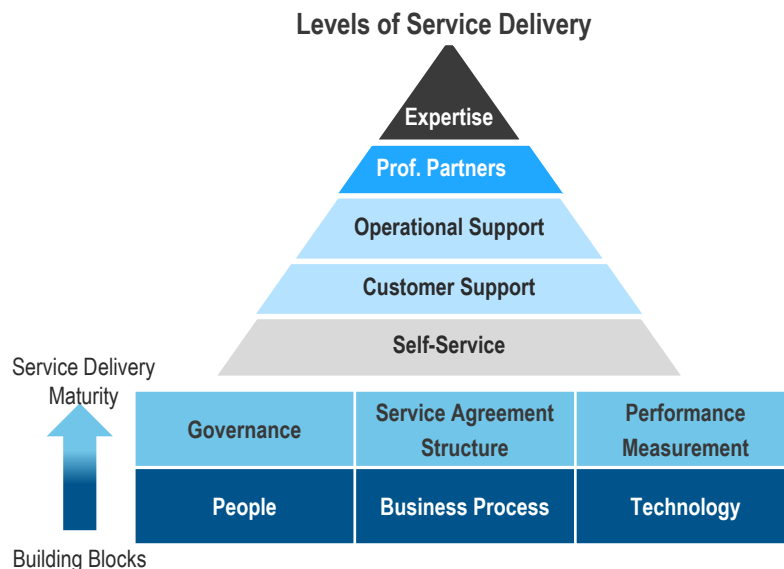 Levels of Service Delivery
Expertise
Prof. Partners
Operational Support
Customer Support
Self-Service
Service Delivery
Maturity
Governance
Service Agreement
Structure
Performance
Measurement
People
Business Process
Technology
Building Blocks